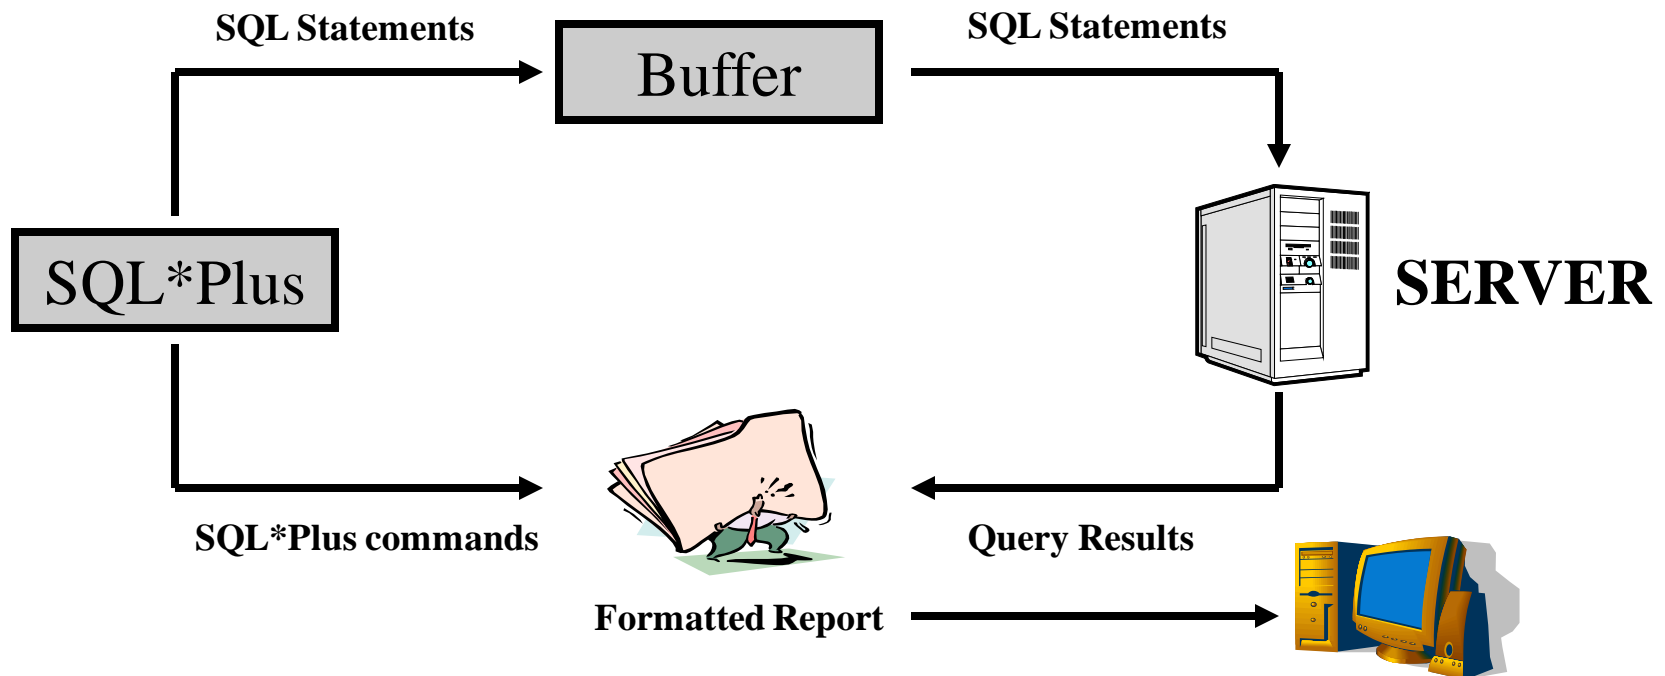 SQL Statements
SQL Statements
Buffer
SQL*Plus
SERVER
SQL*Plus commands
Query Results
Formatted Report